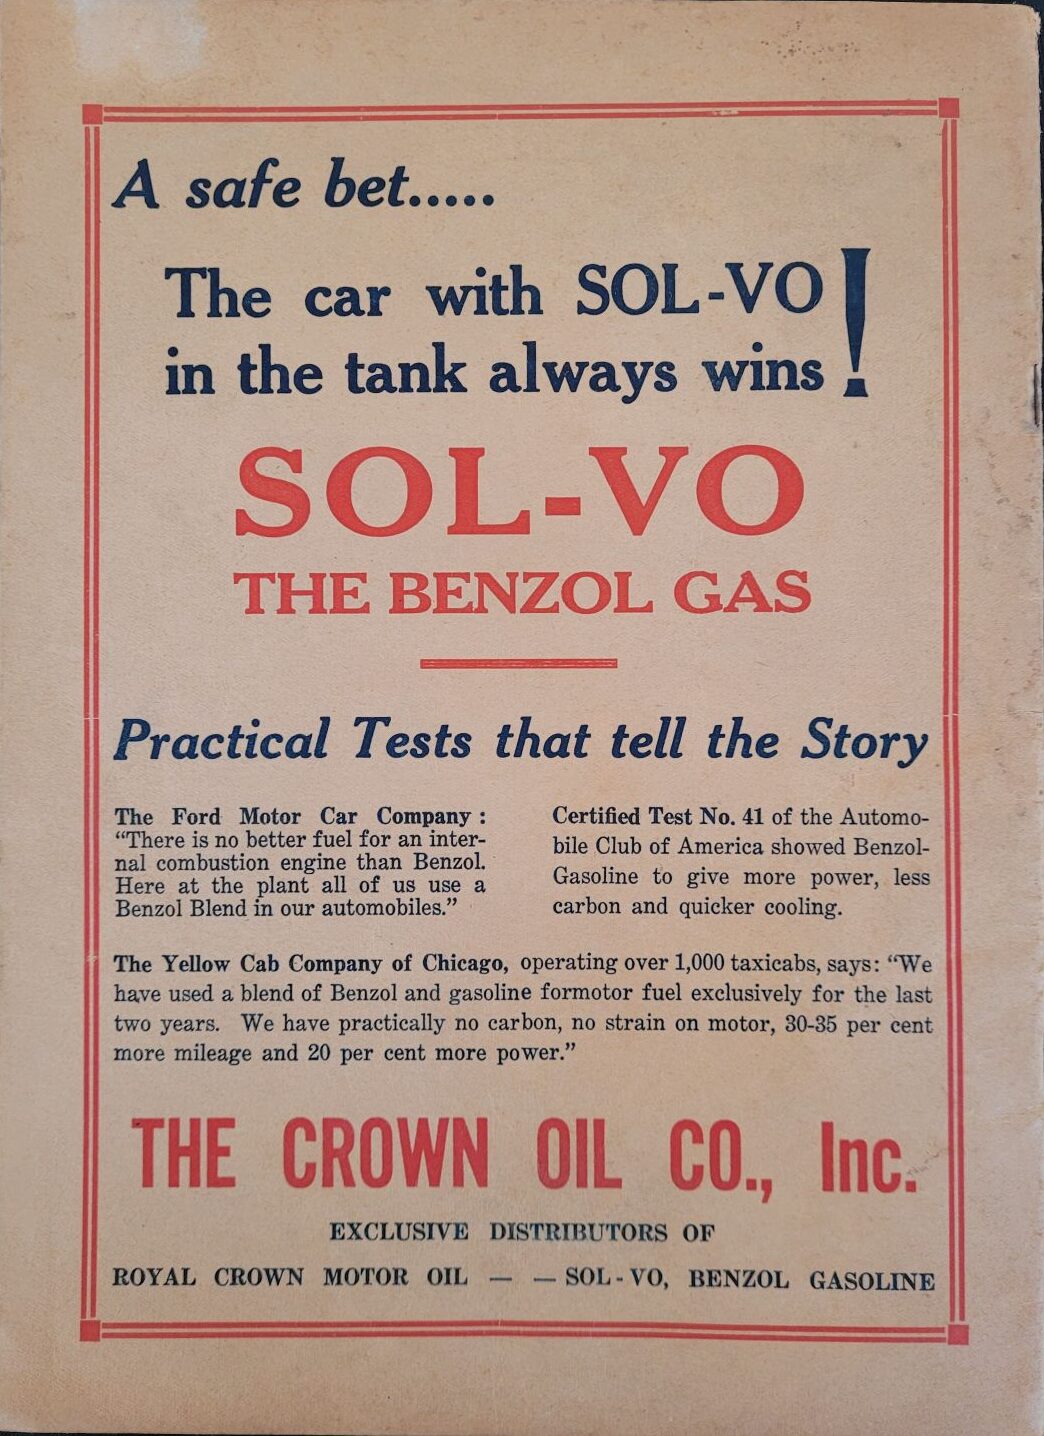 A safe bet.....
The car with SOL-VO
in the tank always wins!
SOL-VO
THE BENZOL GAS
Practical Tests that tell the Story
The Ford Motor Car Company :
“There is no better fuel for an inter-
nal combustion engine than Benzol.
Here at the plant all of us use a
Benzol Blend in our automobiles.”
Certified Test No. 41 of the Automo-
bile Club of America showed Benzol-
Gasoline to give more power, less
carbon and quicker cooling.
The Yellow Cab Company of Chicago, operating over 1,000 taxicabs, says: “We
have used a blend of Benzol and gasoline formotor fuel exclusively for the last
two years. We have practically no carbon, no strain on motor, 30-35 per cent
more mileage and 20 per cent more power.”
THE CROWN OIL CO., Inc.
EXCLUSIVE DISTRIBUTORS OF
ROYAL CROWN MOTOR OIL — — SOL-VO, BENZOL GASOLINE